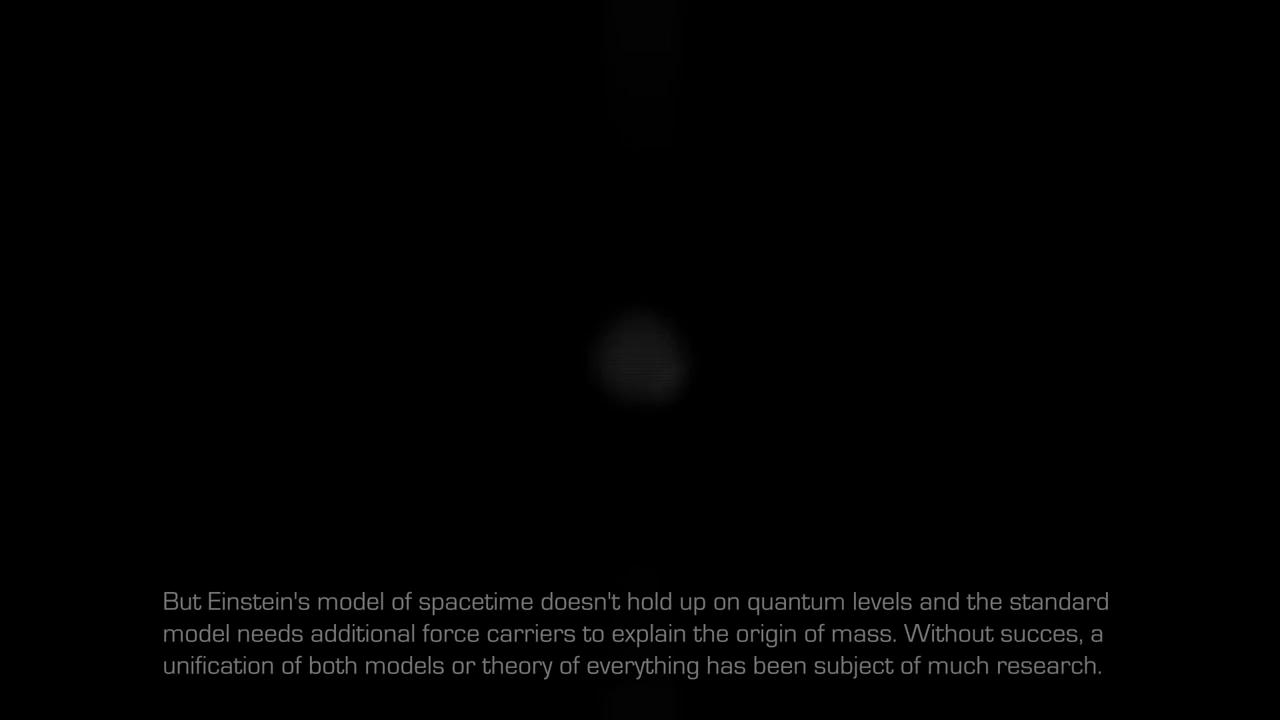 But Einstein's model of spacetime doesn't hold up on quantum levels and the standard
model needs additional force carriers to explain the origin of mass. Without succes, a
unification of both models or theory of everything has been subject of much research.